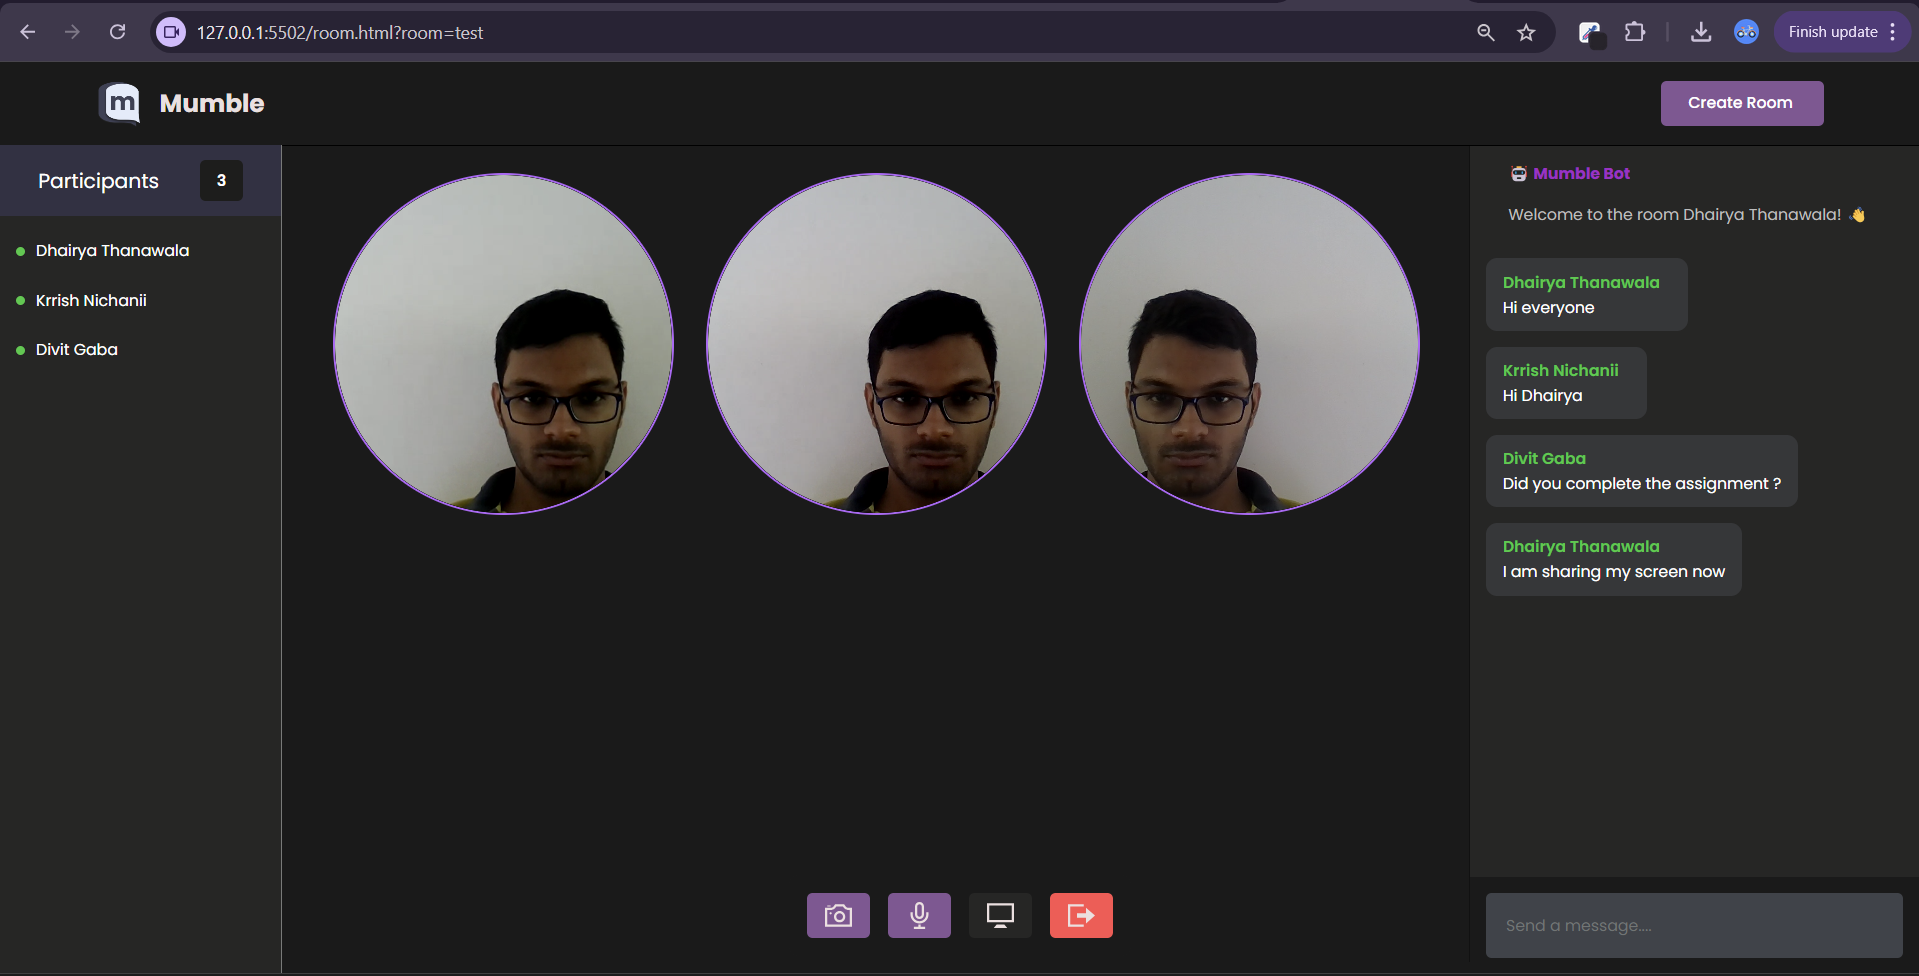 127.0.0.1:5502/room.html?room=test
Finish update
m
Mumble
Create Room
Participants
3
Dhairya Thanawala
Krrish Nichanii
Divit Gaba
🤖 Mumble Bot
Welcome to the room Dhairya Thanawala! 👋
Dhairya Thanawala
Hi everyone
Krrish Nichanii
Hi Dhairya
Divit Gaba
Did you complete the assignment ?
Dhairya Thanawala
I am sharing my screen now
Send a message....